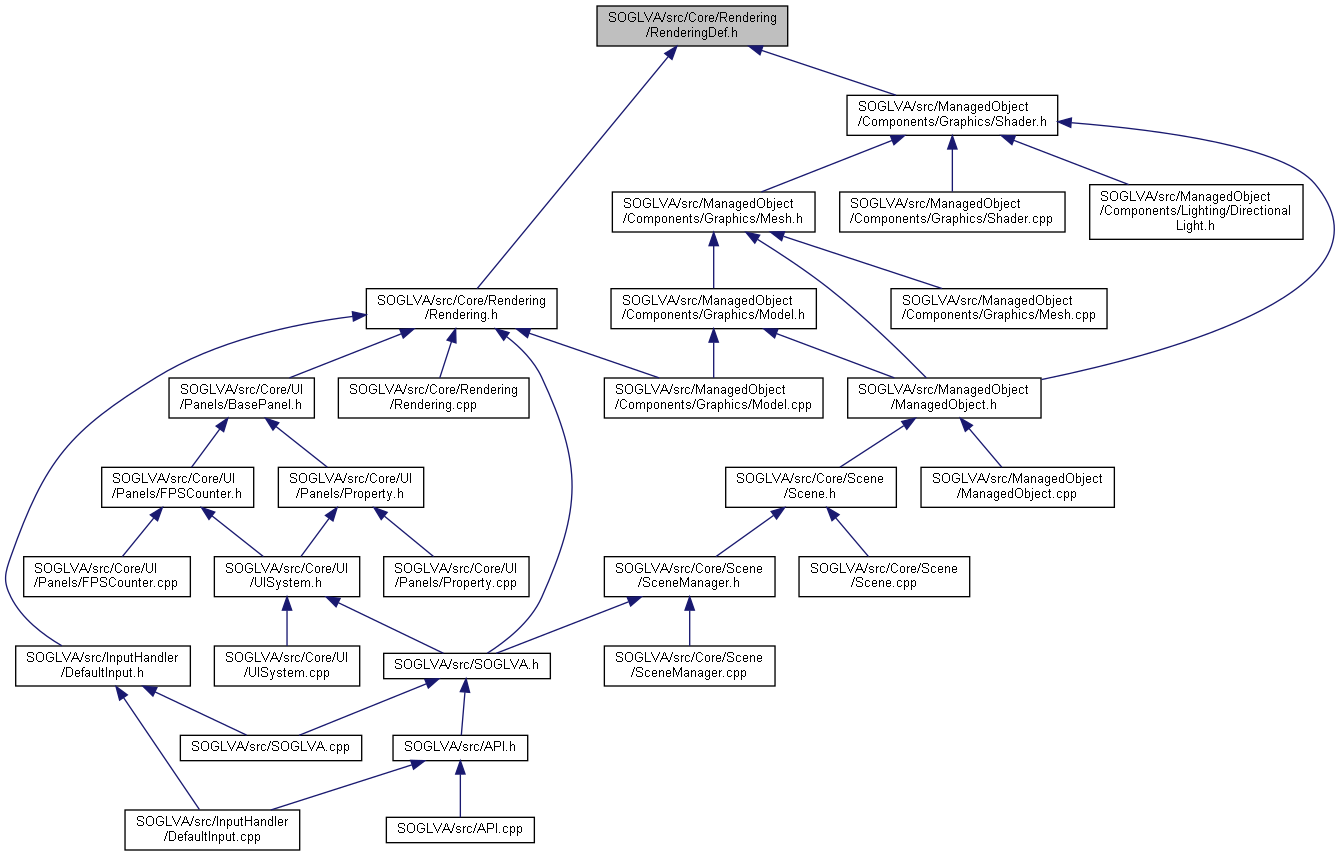 SOGLVA/src/Core/Rendering
/RenderingDef.h
SOGLVA/src/ManagedObject
/Components/Graphics/Shader.h
SOGLVA/src/ManagedObject
/Components/Graphics/Mesh.h
SOGLVA/src/ManagedObject
/Components/Graphics/Shader.cpp
SOGLVA/src/ManagedObject
/Components/Lighting/Directional
Light.h
SOGLVA/src/Core/Rendering
/Rendering.h
SOGLVA/src/ManagedObject
/Components/Graphics/Model.h
SOGLVA/src/ManagedObject
/Components/Graphics/Mesh.cpp
SOGLVA/src/Core/UI
/Panels/BasePanel.h
SOGLVA/src/Core/Rendering
/Rendering.cpp
SOGLVA/src/ManagedObject
/Components/Graphics/Model.cpp
SOGLVA/src/ManagedObject
/ManagedObject.h
SOGLVA/src/Core/UI
/Panels/FPSCounter.h
SOGLVA/src/Core/UI
/Panels/Property.h
SOGLVA/src/Core/Scene
/Scene.h
SOGLVA/src/ManagedObject
/ManagedObject.cpp
SOGLVA/src/Core/UI
/Panels/FPSCounter.cpp
SOGLVA/src/Core/UI
/UISystem.h
SOGLVA/src/Core/UI
/Panels/Property.cpp
SOGLVA/src/Core/Scene
/SceneManager.h
SOGLVA/src/Core/Scene
/Scene.cpp
SOGLVA/src/InputHandler
/DefaultInput.h
SOGLVA/src/Core/UI
/UISystem.cpp
SOGLVA/src/SOGLVA.h
SOGLVA/src/Core/Scene
/SceneManager.cpp
SOGLVA/src/SOGLVA.cpp
SOGLVA/src/API.h
SOGLVA/src/InputHandler
/DefaultInput.cpp
SOGLVA/src/API.cpp